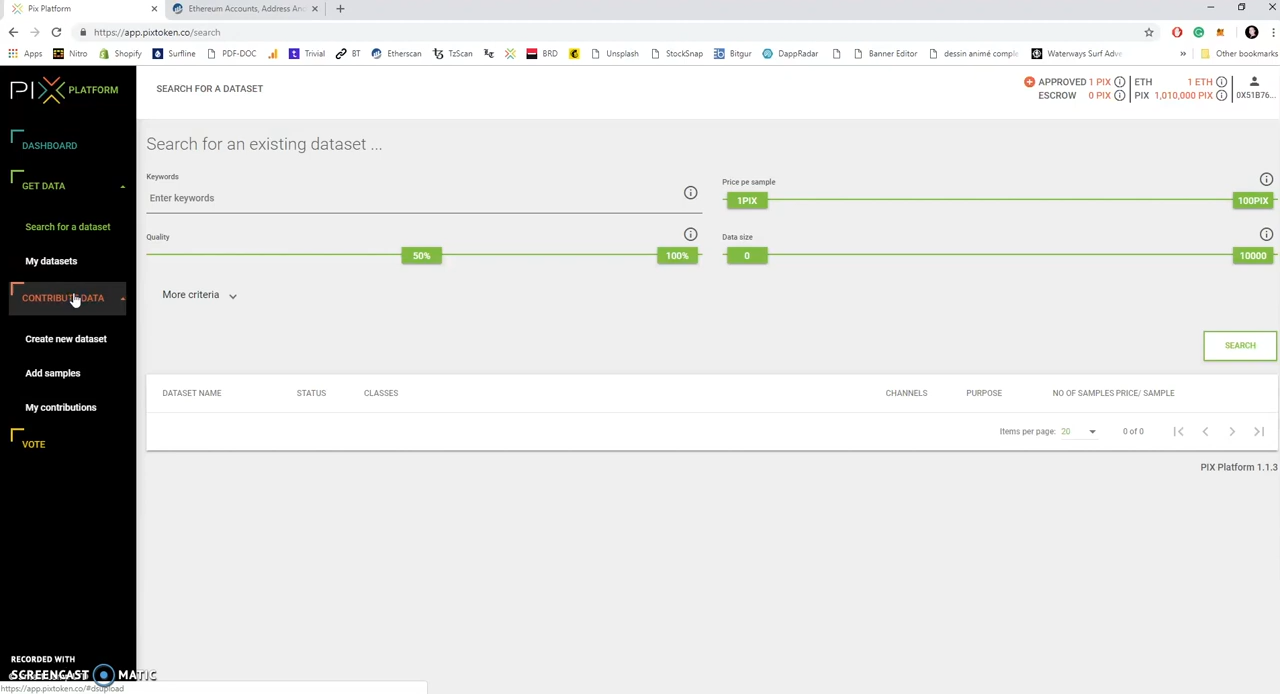 Pix Platform
Ethereum Accounts, Address And
https://app.pixtoken.co/search
Apps Nitro Shopify Surfline PDF-DOC Trivial BT Etherscan TzScan BRD Unsplash StockSnap Bitgur DappRadar Banner Editor dessin animé comple Waterways Surf Adve » Other bookmarks
PIX PLATFORM
SEARCH FOR A DATASET
APPROVED 1 PIX
ETH 1 ETH
ESCROW 0 PIX
PIX 1,010,000 PIX
0X51B76...
DASHBOARD
GET DATA
Search for a dataset
My datasets
CONTRIBUTE DATA
Create new dataset
Add samples
My contributions
VOTE
Search for an existing dataset ...
Keywords
Enter keywords
Price pe sample
1PIX 100PIX
Quality
50% 100%
Data size
0 10000
More criteria
SEARCH
DATASET NAME STATUS CLASSES CHANNELS PURPOSE NO OF SAMPLES PRICE/ SAMPLE
Items per page: 20 0 of 0
PIX Platform 1.1.3
RECORDED WITH
SCREENCAST MATIC
https://app.pixtoken.co/#dsupload